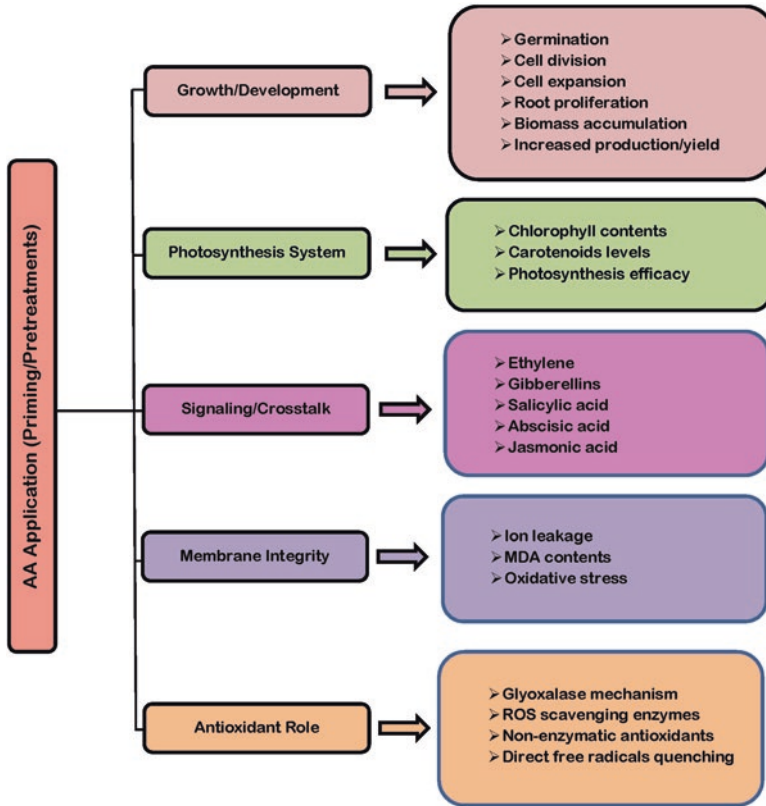 AA Application (Priming/Pretreatments)
Growth/Development
➢Germination
➢Cell division
➢Cell expansion
➢Root proliferation
➢Biomass accumulation
➢Increased production/yield
Photosynthesis System
➢Chlorophyll contents
➢Carotenoids levels
➢Photosynthesis efficacy
Signaling/Crosstalk
➢Ethylene
➢Gibberellins
➢Salicylic acid
➢Abscisic acid
➢Jasmonic acid
Membrane Integrity
➢Ion leakage
➢MDA contents
➢Oxidative stress
Antioxidant Role
➢Glyoxalase mechanism
➢ROS scavenging enzymes
➢Non-enzymatic antioxidants
➢Direct free radicals quenching